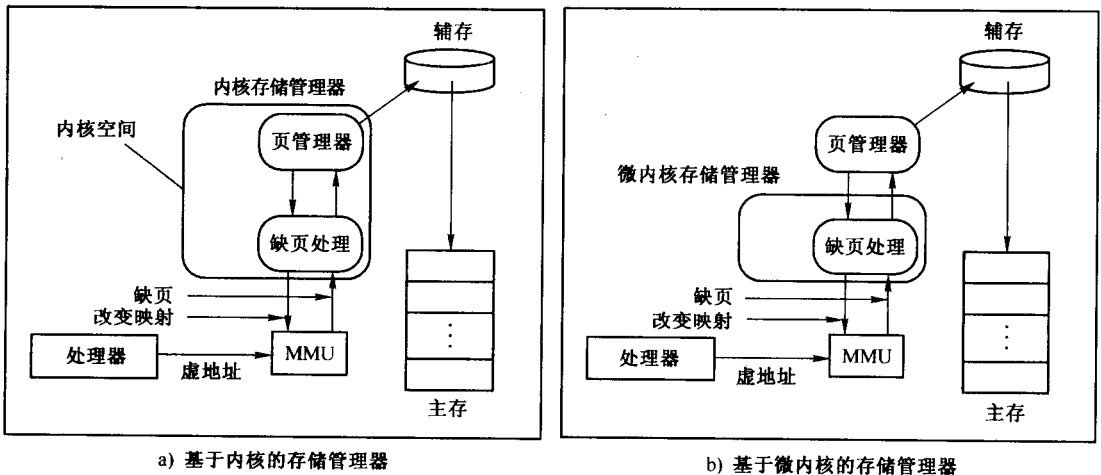 辅存
内核存储管理器
内核空间
页管理器
缺页处理
缺页
改变映射
处理器
MMU
虚地址
主存
a) 基于内核的存储管理器
辅存
页管理器
微内核存储管理器
缺页处理
缺页
改变映射
处理器
MMU
虚地址
主存
b) 基于微内核的存储管理器